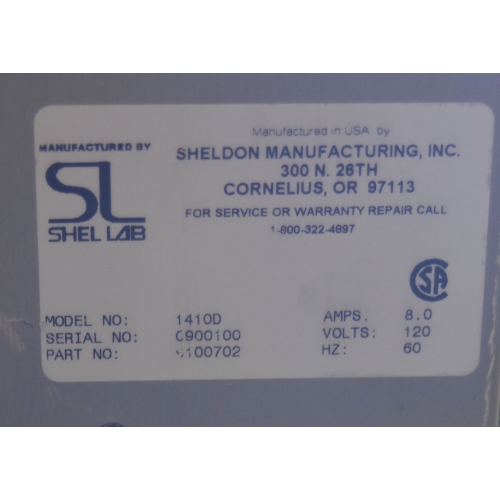 Manufactured in USA by
MANUFACTURED BY
SHELDON MANUFACTURING, INC.
300 N. 26TH
CORNELIUS, OR 97113
SL
SHEL LAB
FOR SERVICE OR WARRANTY REPAIR CALL
1-800-322-4897
SA
MODEL NO: 1410D AMPS. 8.0
SERIAL NO: 0900100 VOLTS: 120
PART NO: HZ: 60